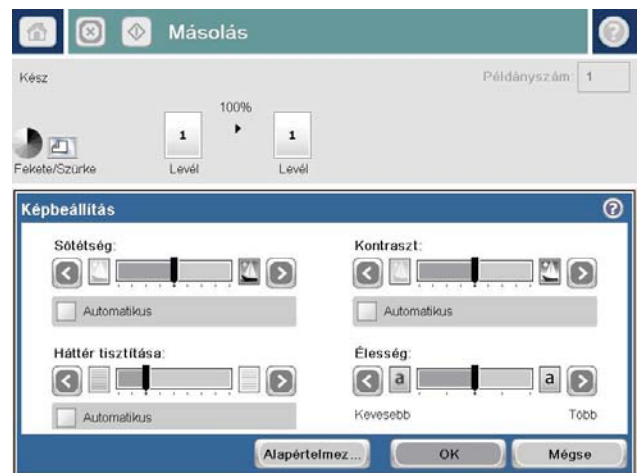 Másolás
Kész
Példányszám: 1
100%
1
1
Fekete/Szürke
Levél
Levél
Képbeállítás
Sötétség:
Kontraszt:
Automatikus
Automatikus
Háttér tisztítása:
Élesség:
a
a
Automatikus
Kevesebb
Több
Alapértelmez...
OK
Mégse